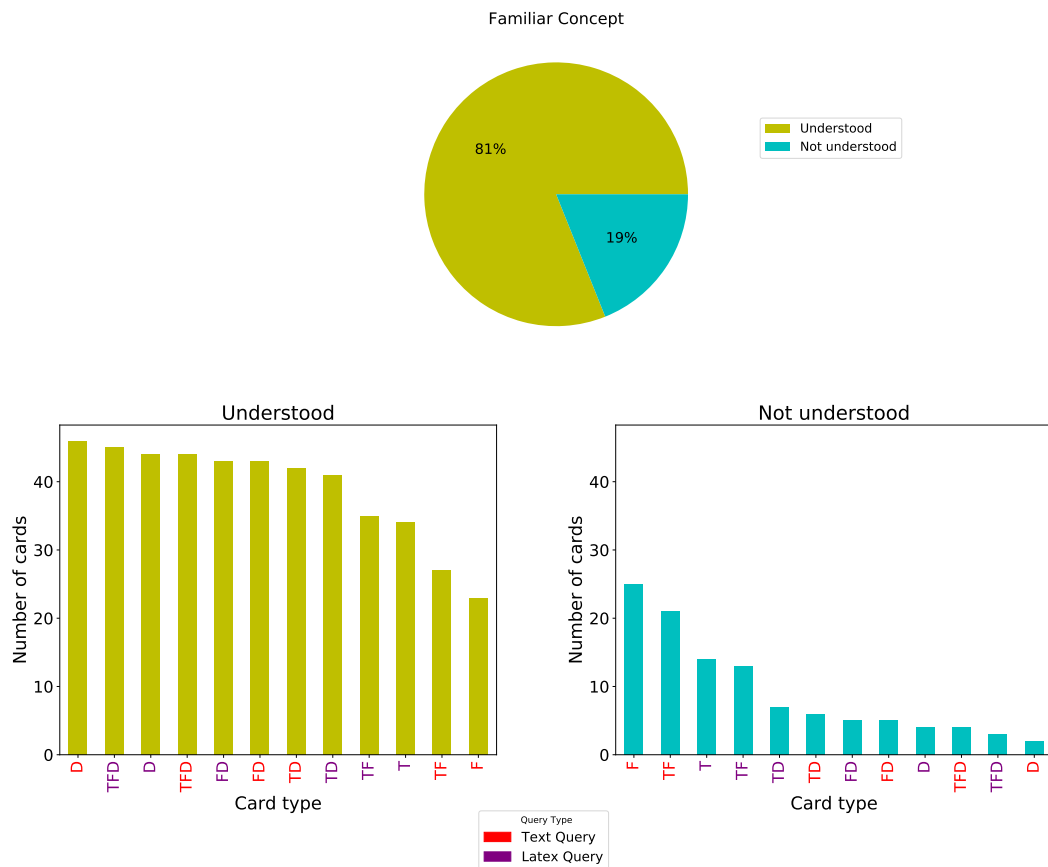 Familiar Concept
Understood
Not understood
81%
19%
Understood
Number of cards
40
30
20
10
0
D
TFD
D
TFD
FD
FD
TD
TD
TF
T
TF
F
Card type
Not understood
Number of cards
40
30
20
10
0
F
TF
T
TF
TD
TD
FD
FD
D
TFD
TFD
D
Card type
Query Type
Text Query
Latex Query